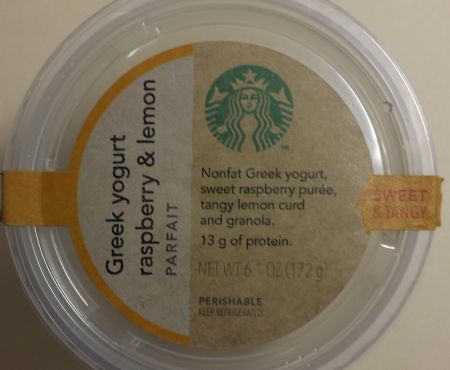 Greek yogurt
raspberry & lemon
PARFAIT
TM
Nonfat Greek yogurt,
sweet raspberry purée,
tangy lemon curd
and granola.
13 g of protein.
NET WT 6.1 OZ (172 g)
PERISHABLE
KEEP REFRIGERATED.
SWEET
& TANGY